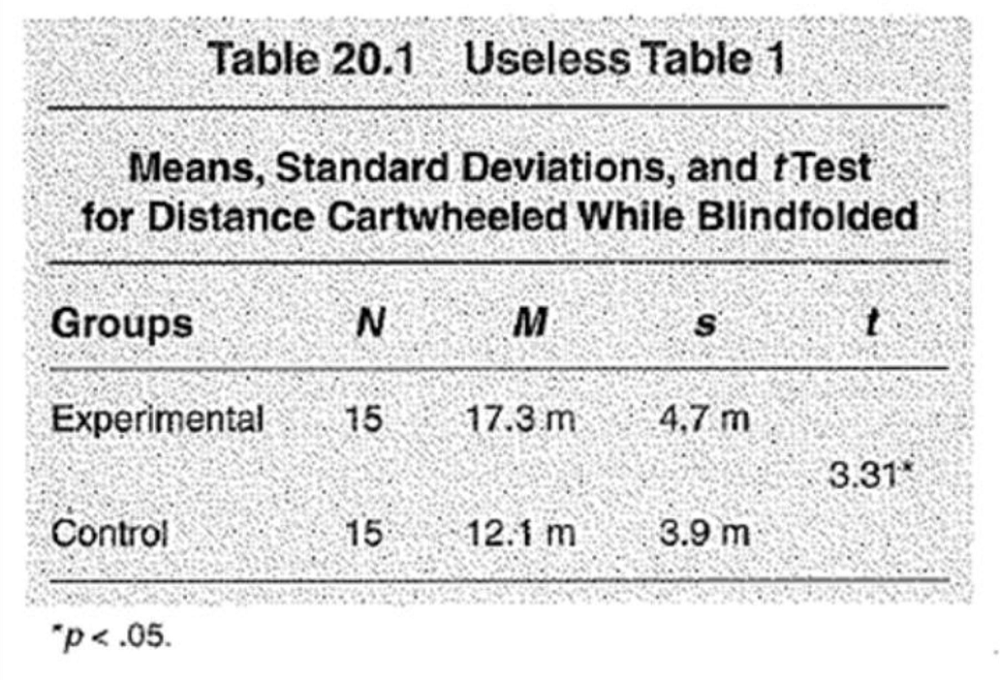 Table 20.1 Useless Table 1
Means, Standard Deviations, and t Test
for Distance Cartwheeled While Blindfolded
Groups N M s t
Experimental 15 17.3 m 4.7 m
3.31*
Control 15 12.1 m 3.9 m
*p < .05.